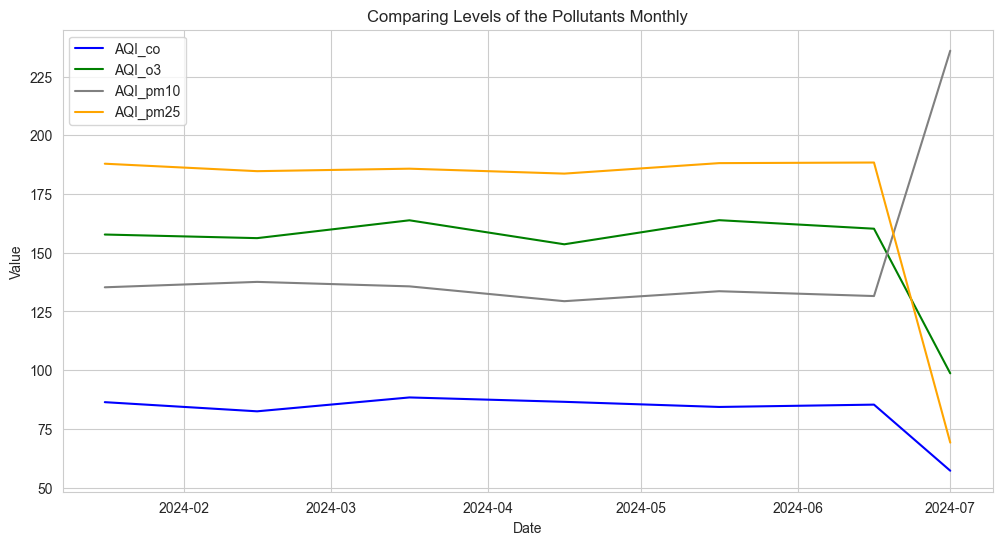 Comparing Levels of the Pollutants Monthly
AQI_co
AQI_o3
AQI_pm10
AQI_pm25
225
200
175
150
125
100
75
50
Value
2024-02 2024-03 2024-04 2024-05 2024-06 2024-07
Date